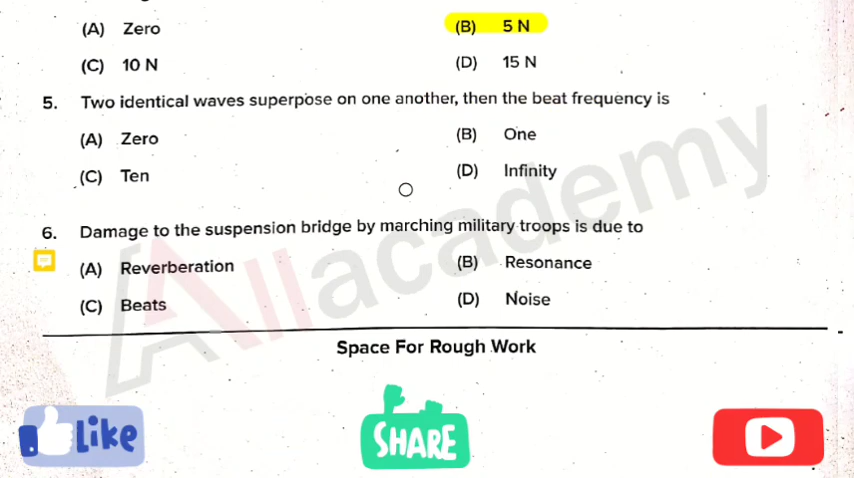 (A) Zero (B) 5 N
(C) 10 N (D) 15 N
5. Two identical waves superpose on one another, then the beat frequency is
(A) Zero (B) One
(C) Ten (D) Infinity
6. Damage to the suspension bridge by marching military troops is due to
(A) Reverberation (B) Resonance
(C) Beats (D) Noise
Space For Rough Work
Allacademy
Like SHARE